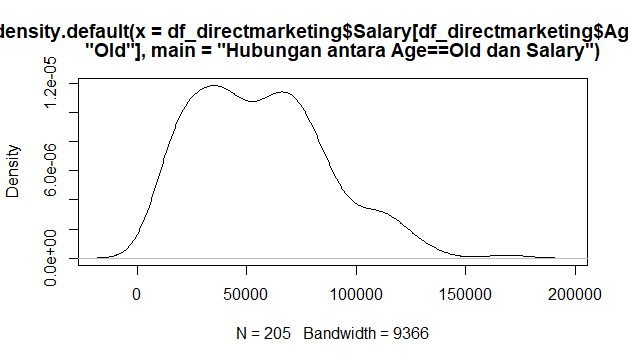 density.default(x = df_directmarketing$Salary[df_directmarketing$Ag
"Old"], main = "Hubungan antara Age==Old dan Salary")
Density
1.2e-05
6.0e-06
0.0e+00
0 50000 100000 150000 200000
N = 205 Bandwidth = 9366